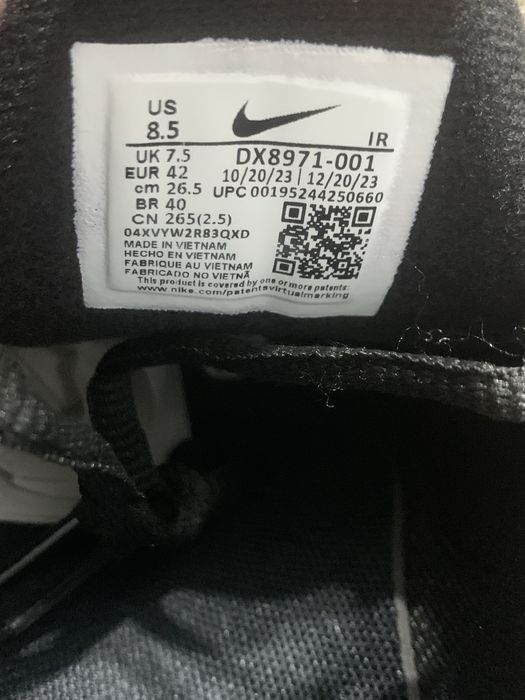 US
8.5
IR
UK 7.5
EUR 42
cm 26.5
BR 40
CN 265(2.5)
DX8971-001
10/20/23 | 12/20/23
UPC 00195244250660
04XVYW2R83QXD
MADE IN VIETNAM
HECHO EN VIETNAM
FABRIQUE AU VIETNAM
FABRICADO NO VIETNÃ
This product is covered by one or more patents:
www.nike.com/patentsvirtualmarking